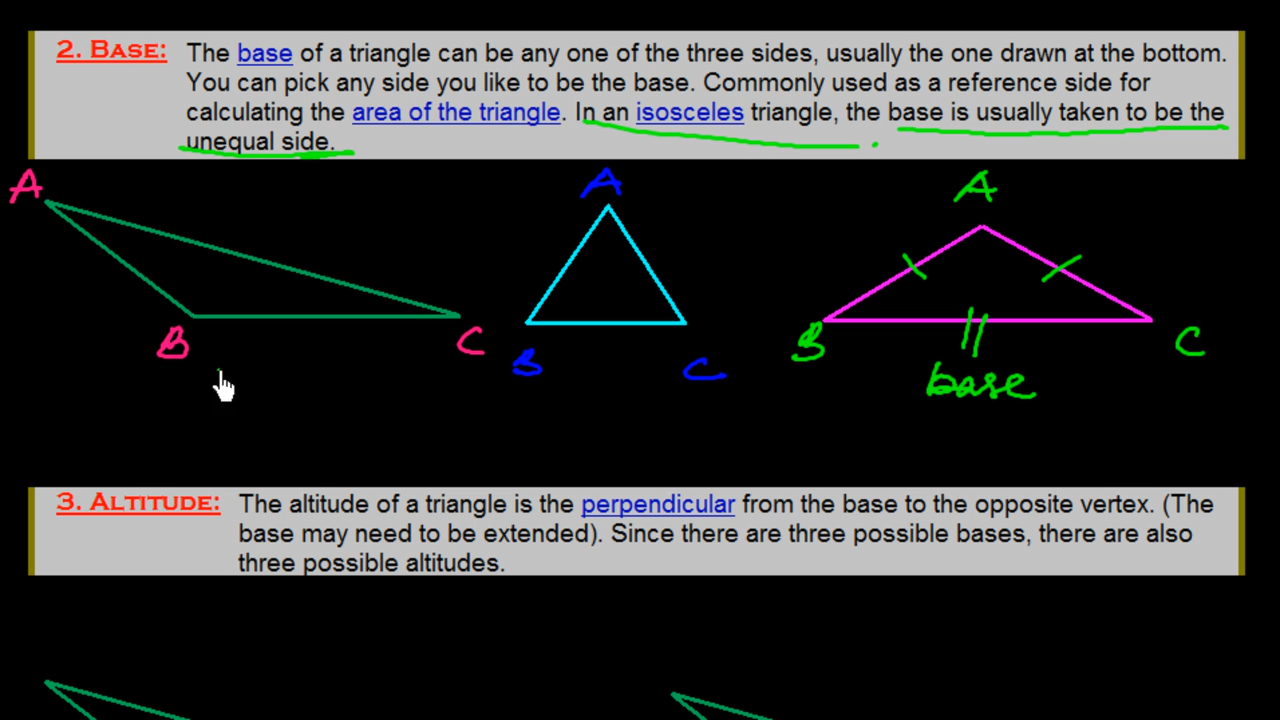 2. BASE: The base of a triangle can be any one of the three sides, usually the one drawn at the bottom.
You can pick any side you like to be the base. Commonly used as a reference side for
calculating the area of the triangle. In an isosceles triangle, the base is usually taken to be the
unequal side.
A A A
B C B C B C
base
3. ALTITUDE: The altitude of a triangle is the perpendicular from the base to the opposite vertex. (The
base may need to be extended). Since there are three possible bases, there are also
three possible altitudes.